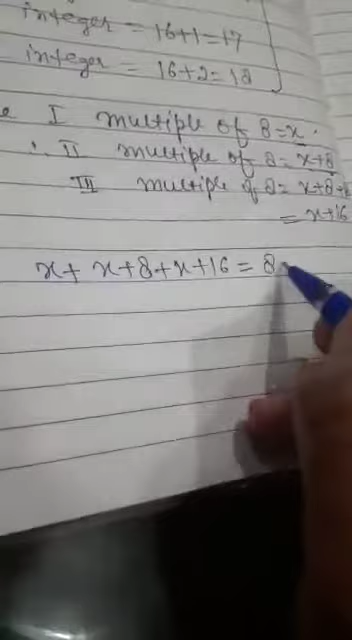 integer = 16+1=17
integer = 16+2=18
I multiple of 8=x.
∴ II multiple of 8=x+8
III multiple of 8= x+8+8
= x+16
x+ x+8+x+16 = 8